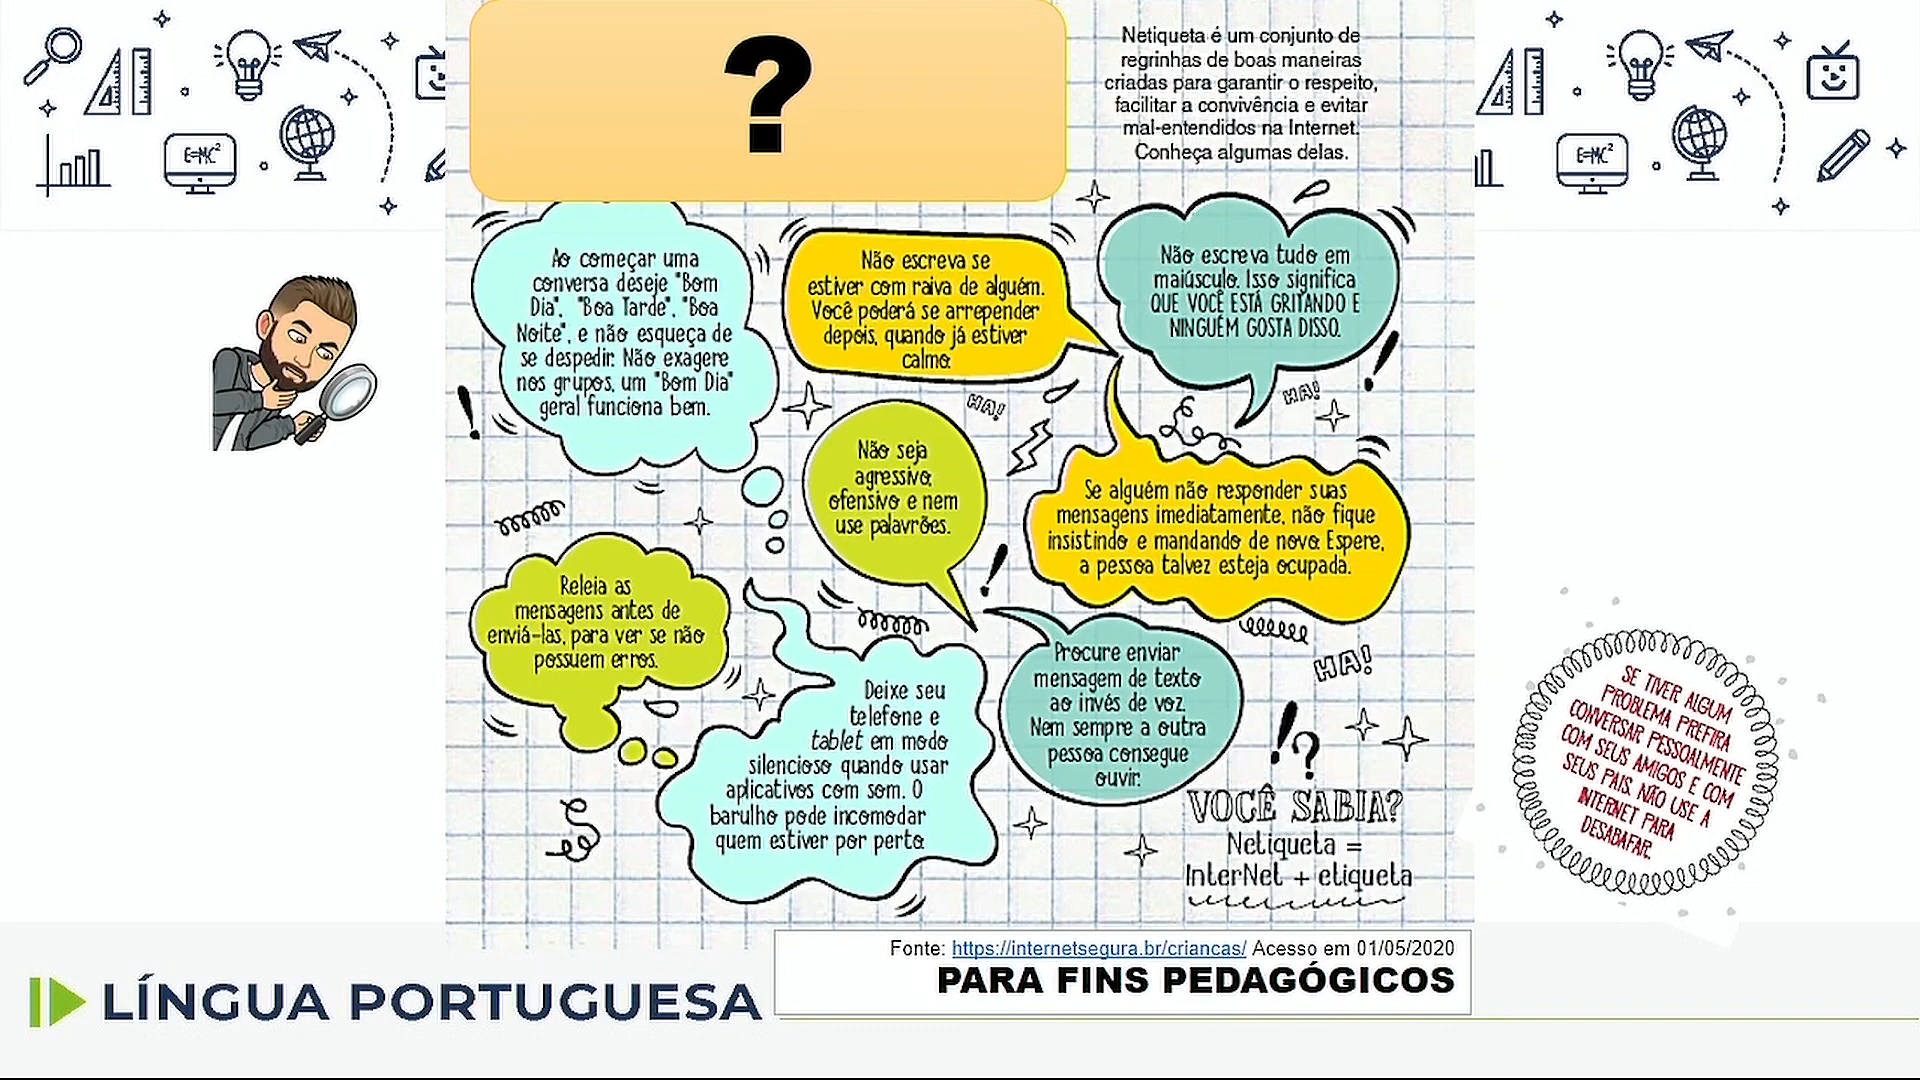 ?
Netiqueta é um conjunto de
regrinhas de boas maneiras
criadas para garantir o respeito,
facilitar a convivência e evitar
mal-entendidos na Internet.
Conheça algumas delas.
E=MC²
E=MC²
Ao começar uma
conversa deseje "Bom
Dia", "Boa Tarde", "Boa
Noite", e não esqueça de
se despedir. Não exagere
nos grupos, um "Bom Dia"
geral funciona bem.
Não escreva se
estiver com raiva de alguém.
Você poderá se arrepender
depois, quando já estiver
calmo.
Não escreva tudo em
maiúsculo. Isso significa
QUE VOCÊ ESTÁ GRITANDO E
NINGUÉM GOSTA DISSO.
HA!
HA!
Não seja
agressivo,
ofensivo e nem
use palavrões.
Se alguém não responder suas
mensagens imediatamente, não fique
insistindo e mandando de novo. Espere,
a pessoa talvez esteja ocupada.
Releia as
mensagens antes de
enviá-las, para ver se não
possuem erros.
Deixe seu
telefone e
tablet em modo
silencioso quando usar
aplicativos com som. O
barulho pode incomodar
quem estiver por perto.
Procure enviar
mensagem de texto
ao invés de voz.
Nem sempre a outra
pessoa consegue
ouvir.
HA!
!?
VOCÊ SABIA?
Netiqueta =
InterNet + etiqueta
SE TIVER ALGUM
PROBLEMA PREFIRA
CONVERSAR PESSOALMENTE
COM SEUS AMIGOS E COM
SEUS PAIS. NÃO USE A
INTERNET PARA
DESABAFAR.
Fonte: https://internetsegura.br/criancas/ Acesso em 01/05/2020
PARA FINS PEDAGÓGICOS
LÍNGUA PORTUGUESA